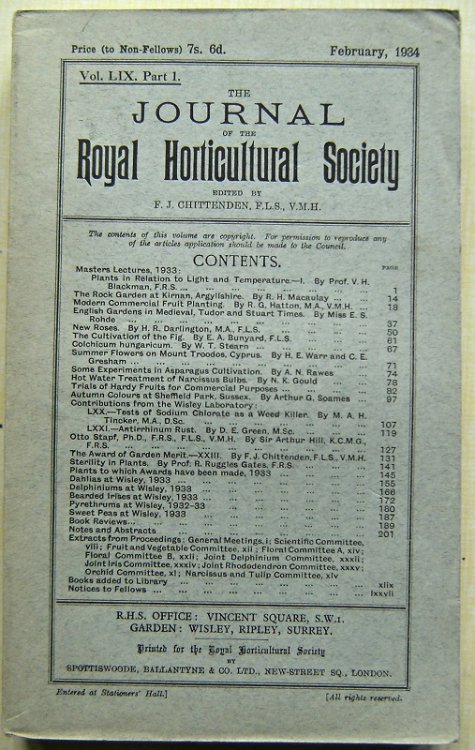 Price (to Non-Fellows) 7s. 6d. February, 1934
Vol. LIX. Part 1.
THE
JOURNAL
OF THE
Royal Horticultural Society
EDITED BY
F. J. CHITTENDEN, F.L.S., V.M.H.
The contents of this volume are copyright. For permission to reproduce any
of the articles application should be made to the Council.
CONTENTS.
Masters Lectures, 1933: PAGE
Plants in Relation to Light and Temperature.—I. By Prof. V. H.
Blackman, F.R.S. ... 1
The Rock Garden at Kirnan, Argyllshire. By R. H. Macaulay ... 14
Modern Commercial Fruit Planting. By R. G. Hatton, M.A., V.M.H. ... 18
English Gardens in Medieval, Tudor and Stuart Times. By Miss E. S.
Rohde ... 37
New Roses. By H. R. Darlington, M.A., F.L.S. ... 50
The Cultivation of the Fig. By E. A. Bunyard, F.L.S. ... 61
Colchicum hungaricum. By W. T. Stearn ... 67
Summer Flowers on Mount Troodos, Cyprus. By H. E. Warr and C. E.
Gresham ... 71
Some Experiments in Asparagus Cultivation. By A. N. Rawes ... 74
Hot Water Treatment of Narcissus Bulbs. By N. K. Gould ... 78
Trials of Hardy Fruits for Commercial Purposes ... 82
Autumn Colours at Sheffield Park, Sussex. By Arthur G. Soames ... 97
Contributions from the Wisley Laboratory:
LXX.—Tests of Sodium Chlorate as a Weed Killer. By M. A. H.
Tincker, M.A., D.Sc. ... 107
LXXI.—Antirrhinum Rust. By D. E. Green, M.Sc. ... 119
Otto Stapf, Ph.D., F.R.S., F.L.S., V.M.H. By Sir Arthur Hill, K.C.M.G.,
F.R.S. ... 127
The Award of Garden Merit.—XXIII. By F. J. Chittenden, F.L.S., V.M.H. 131
Sterility in Plants. By Prof. R. Ruggles Gates, F.R.S. ... 141
Plants to which Awards have been made, 1933 ... 145
Dahlias at Wisley, 1933 ... 155
Delphiniums at Wisley, 1933 ... 166
Bearded Irises at Wisley, 1933 ... 172
Pyrethrums at Wisley, 1932-33 ... 180
Sweet Peas at Wisley, 1933 ... 187
Book Reviews ... 189
Notes and Abstracts ... 201
Extracts from Proceedings: General Meetings, i; Scientific Committee,
viii; Fruit and Vegetable Committee, xii; Floral Committee A, xiv;
Floral Committee B, xxii; Joint Delphinium Committee, xxxii;
Joint Iris Committee, xxxiv; Joint Rhododendron Committee, xxxv;
Orchid Committee, xl; Narcissus and Tulip Committee, xlv
Books added to Library ... xlix
Notices to Fellows ... lxxvii
R.H.S. OFFICE: VINCENT SQUARE, S.W.1.
GARDEN: WISLEY, RIPLEY, SURREY.
Printed for the Royal Horticultural Society
BY
SPOTTISWOODE, BALLANTYNE & CO. LTD., NEW-STREET SQ., LONDON.
Entered at Stationers' Hall.] [All rights reserved.